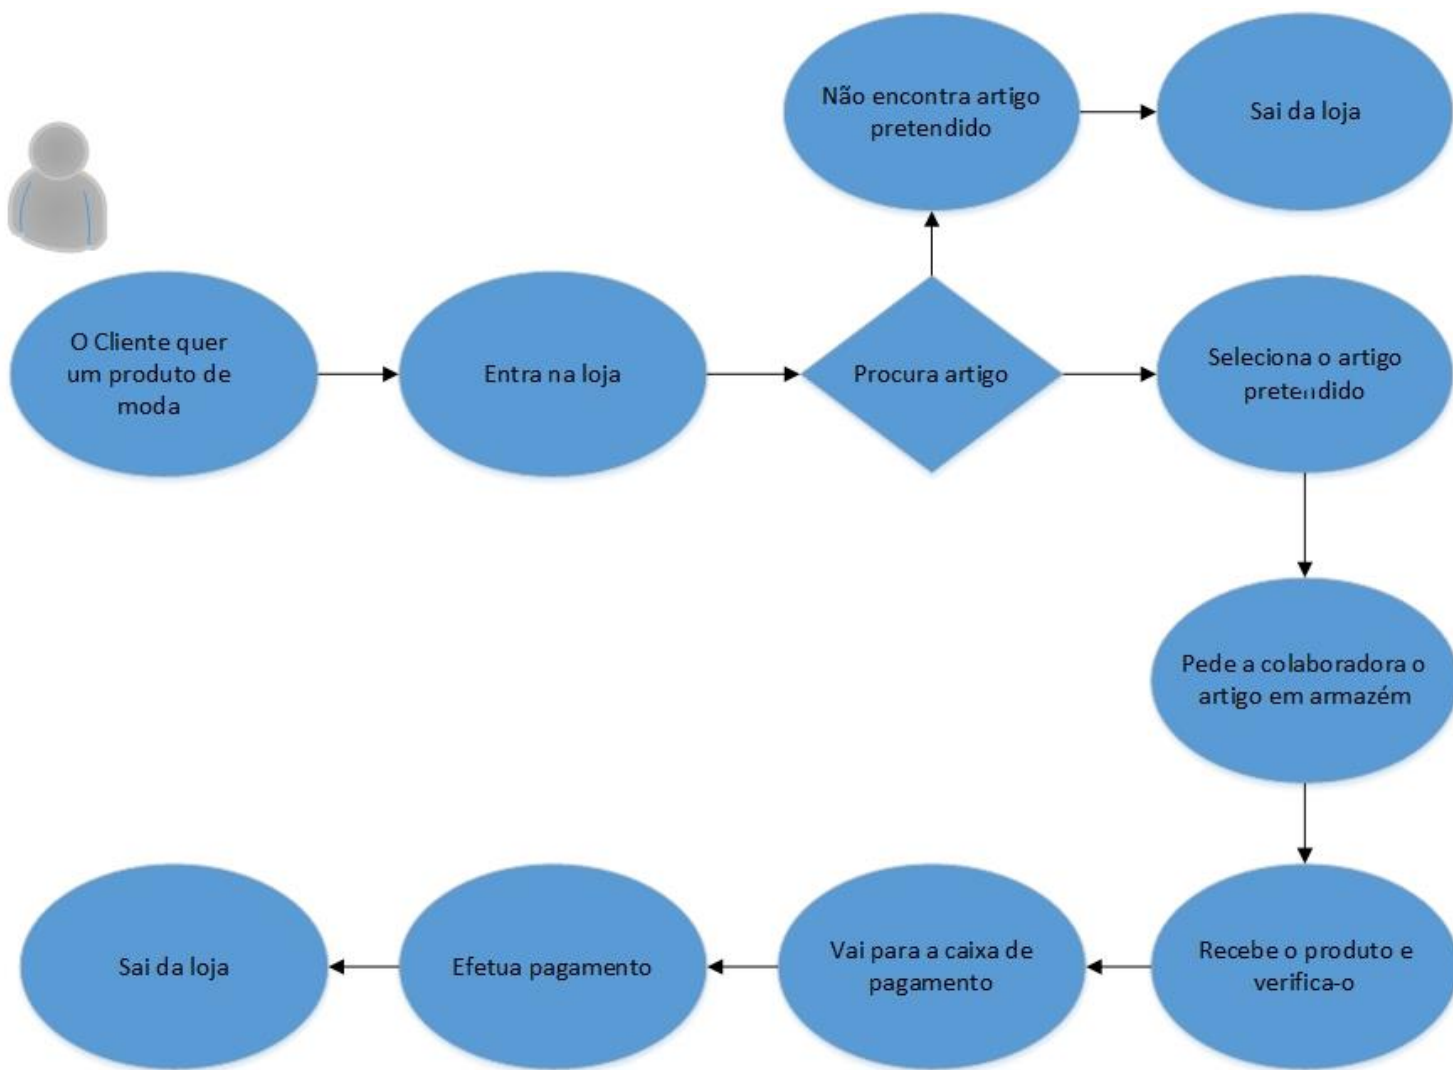 Não encontra artigo
pretendido
Sai da loja
O Cliente quer
um produto de
moda
Entra na loja
Procura artigo
Seleciona o artigo
pretendido
Pede a colaboradora o
artigo em armazém
Recebe o produto e
verifica-o
Vai para a caixa de
pagamento
Efetua pagamento
Sai da loja